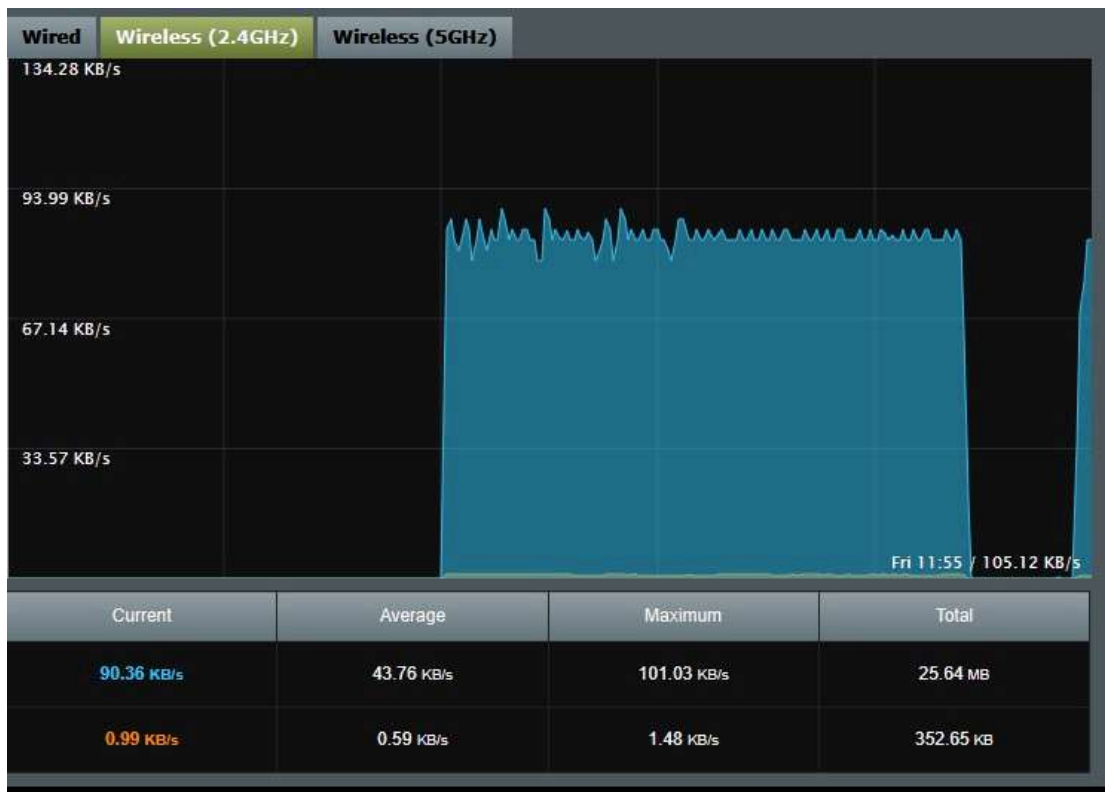 Wired Wireless (2.4GHz) Wireless (5GHz)
134.28 KB/s
93.99 KB/s
67.14 KB/s
33.57 KB/s
Fri 11:55 / 105.12 KB/s
Current Average Maximum Total
90.36 KB/s 43.76 KB/s 101.03 KB/s 25.64 MB
0.99 KB/s 0.59 KB/s 1.48 KB/s 352.65 KB